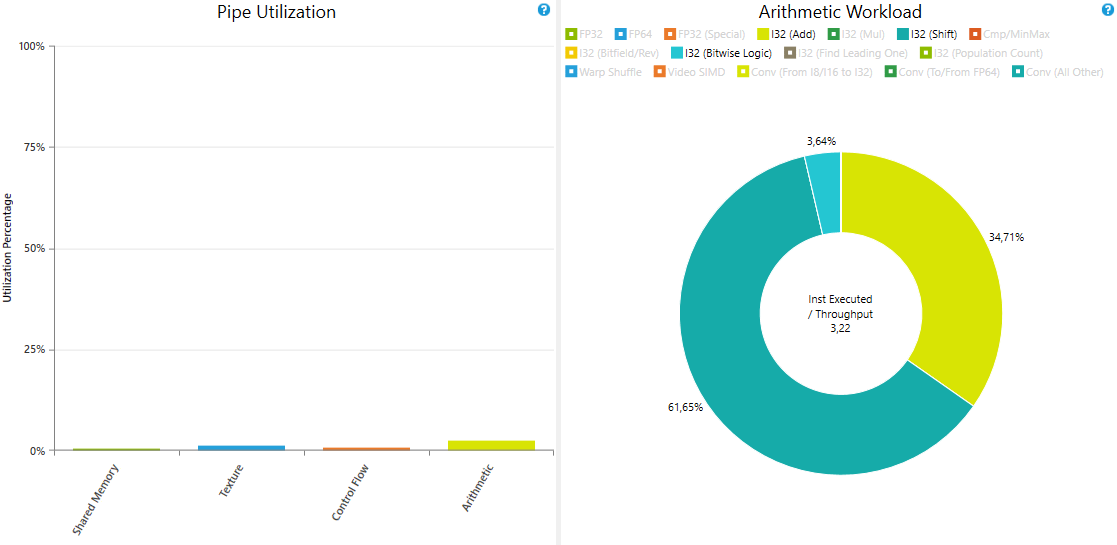 Pipe Utilization
100%
75%
50%
25%
0%
Utilization Percentage
Shared Memory
Texture
Control Flow
Arithmetic
Arithmetic Workload
FP32 FP64 FP32 (Special) I32 (Add) I32 (Mul) I32 (Shift) Cmp/MinMax
I32 (Bitfield/Rev) I32 (Bitwise Logic) I32 (Find Leading One) I32 (Population Count)
Warp Shuffle Video SIMD Conv (From I8/I16 to I32) Conv (To/From FP64) Conv (All Other)
3,64%
34,71%
Inst Executed
/ Throughput
3,22
61,65%